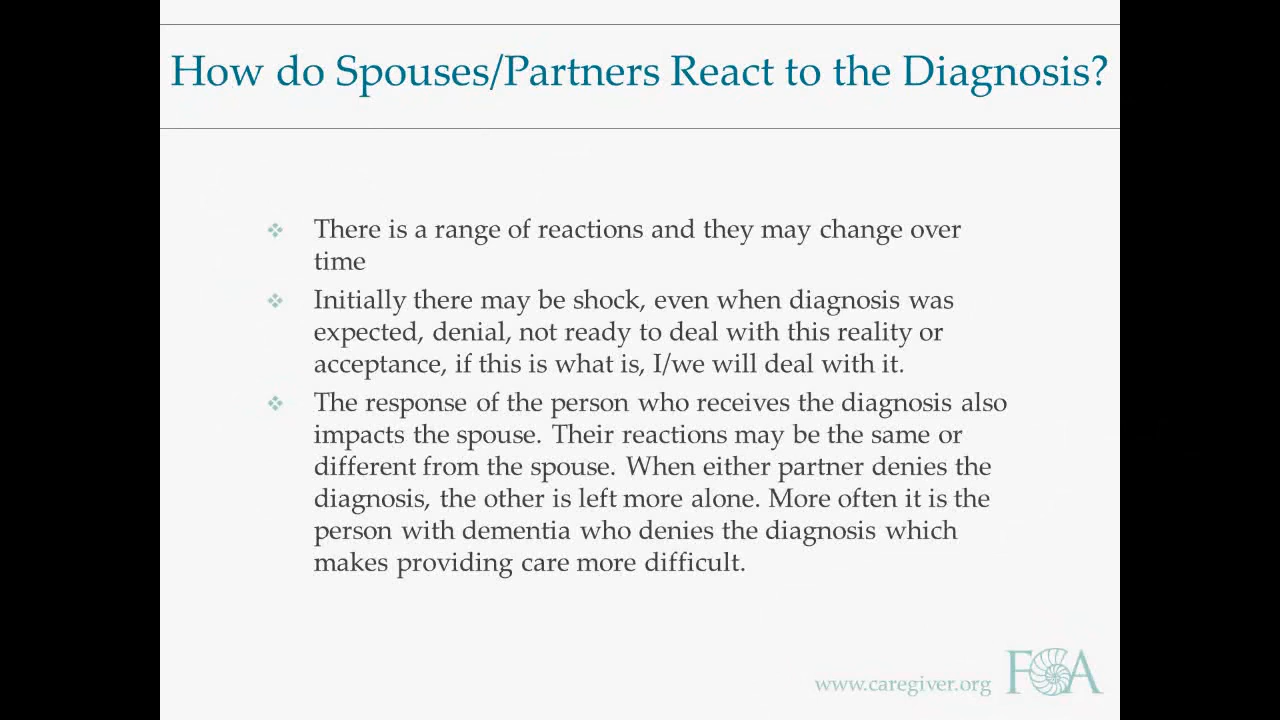 How do Spouses/Partners React to the Diagnosis?
There is a range of reactions and they may change over
time
Initially there may be shock, even when diagnosis was
expected, denial, not ready to deal with this reality or
acceptance, if this is what is, I/we will deal with it.
The response of the person who receives the diagnosis also
impacts the spouse. Their reactions may be the same or
different from the spouse. When either partner denies the
diagnosis, the other is left more alone. More often it is the
person with dementia who denies the diagnosis which
makes providing care more difficult.
www.caregiver.org FCA